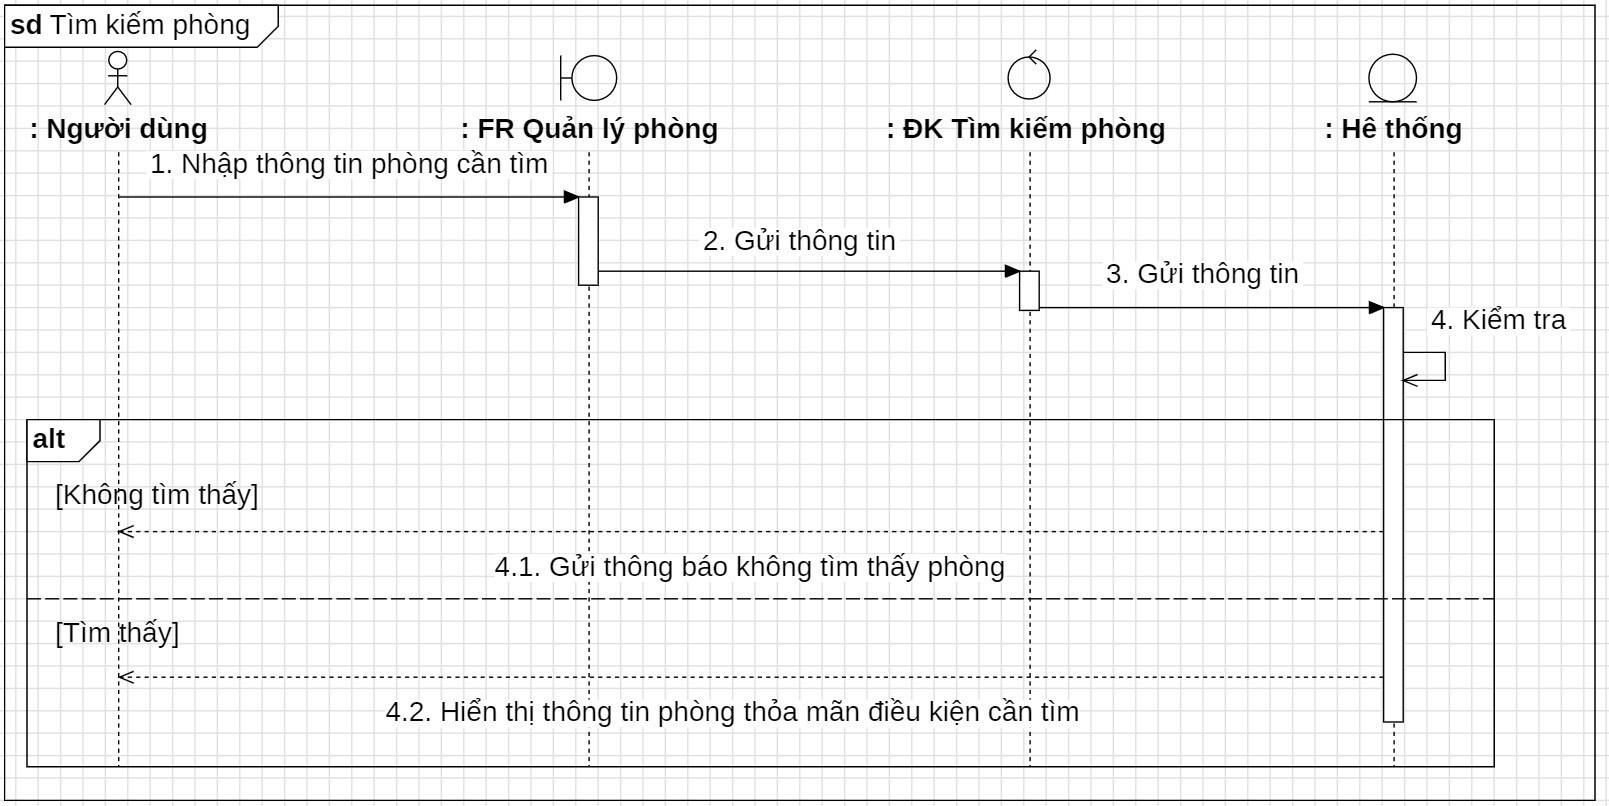 sd Tìm kiếm phòng
: Người dùng
: FR Quản lý phòng
: ĐK Tìm kiếm phòng
: Hê thống
1. Nhập thông tin phòng cần tìm
2. Gửi thông tin
3. Gửi thông tin
4. Kiểm tra
alt
[Không tìm thấy]
4.1. Gửi thông báo không tìm thấy phòng
[Tìm thấy]
4.2. Hiển thị thông tin phòng thỏa mãn điều kiện cần tìm